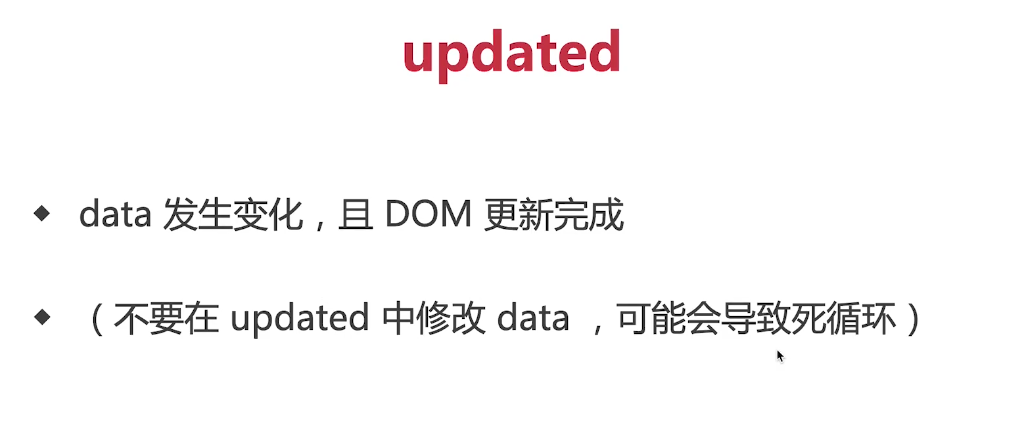 updated
◆ data 发生变化，且 DOM 更新完成
◆ （不要在 updated 中修改 data ，可能会导致死循环）